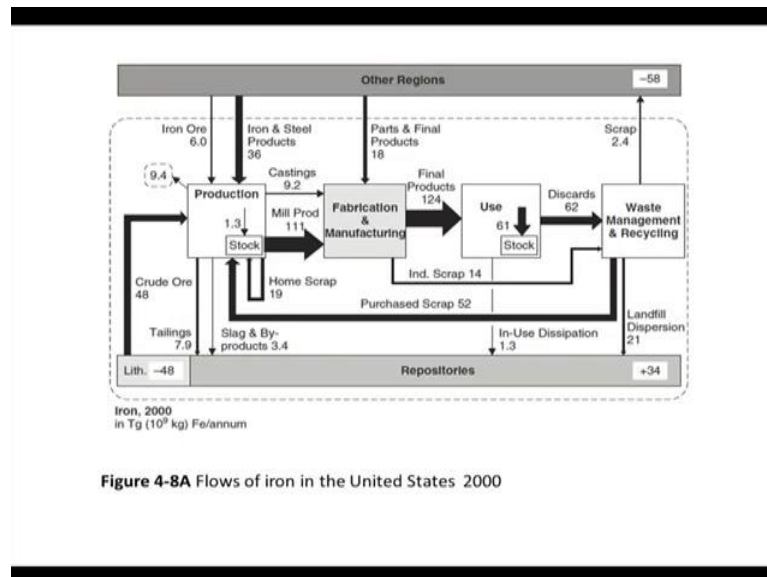 Other Regions
-58
Iron Ore
6.0
Iron & Steel
Products
36
Parts & Final
Products
18
Scrap
2.4
9.4
Production
1.3
Stock
Castings
9.2
Mill Prod
111
Fabrication
&
Manufacturing
Final
Products
124
Use
61
Stock
Discards
62
Waste
Management
& Recycling
Crude Ore
48
Home Scrap
19
Ind. Scrap 14
Purchased Scrap 52
Tailings
7.9
Slag & By-
products 3.4
In-Use Dissipation
1.3
Landfill
Dispersion
21
Lith. -48
Repositories
+34
Iron, 2000
in Tg (10⁹ kg) Fe/annum
Figure 4-8A Flows of iron in the United States 2000